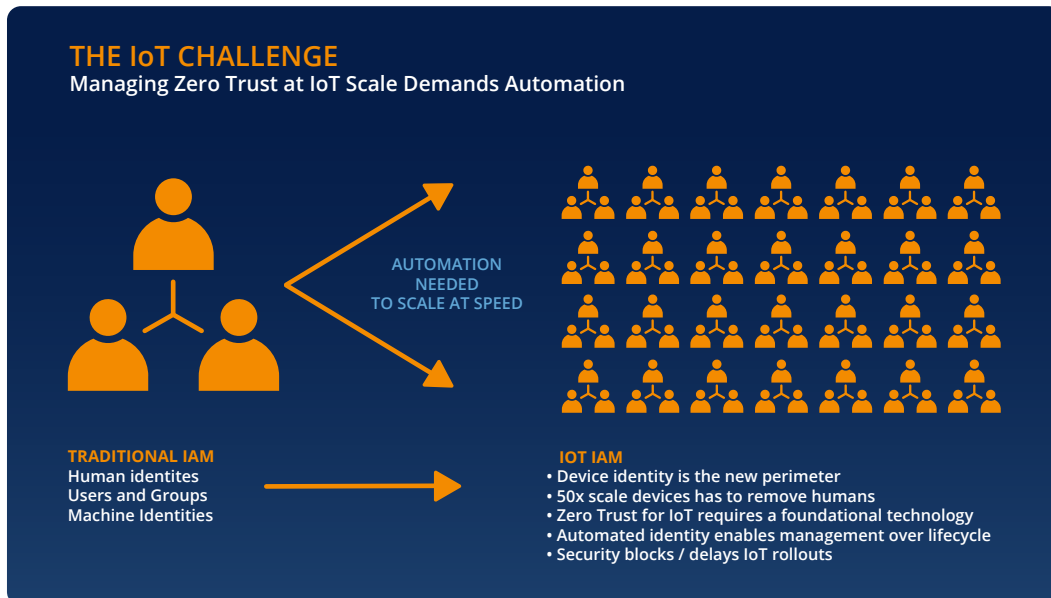 THE IoT CHALLENGE
Managing Zero Trust at IoT Scale Demands Automation
AUTOMATION
NEEDED
TO SCALE AT SPEED
TRADITIONAL IAM
Human identites
Users and Groups
Machine Identities
IOT IAM
• Device identity is the new perimeter
• 50x scale devices has to remove humans
• Zero Trust for IoT requires a foundational technology
• Automated identity enables management over lifecycle
• Security blocks / delays IoT rollouts